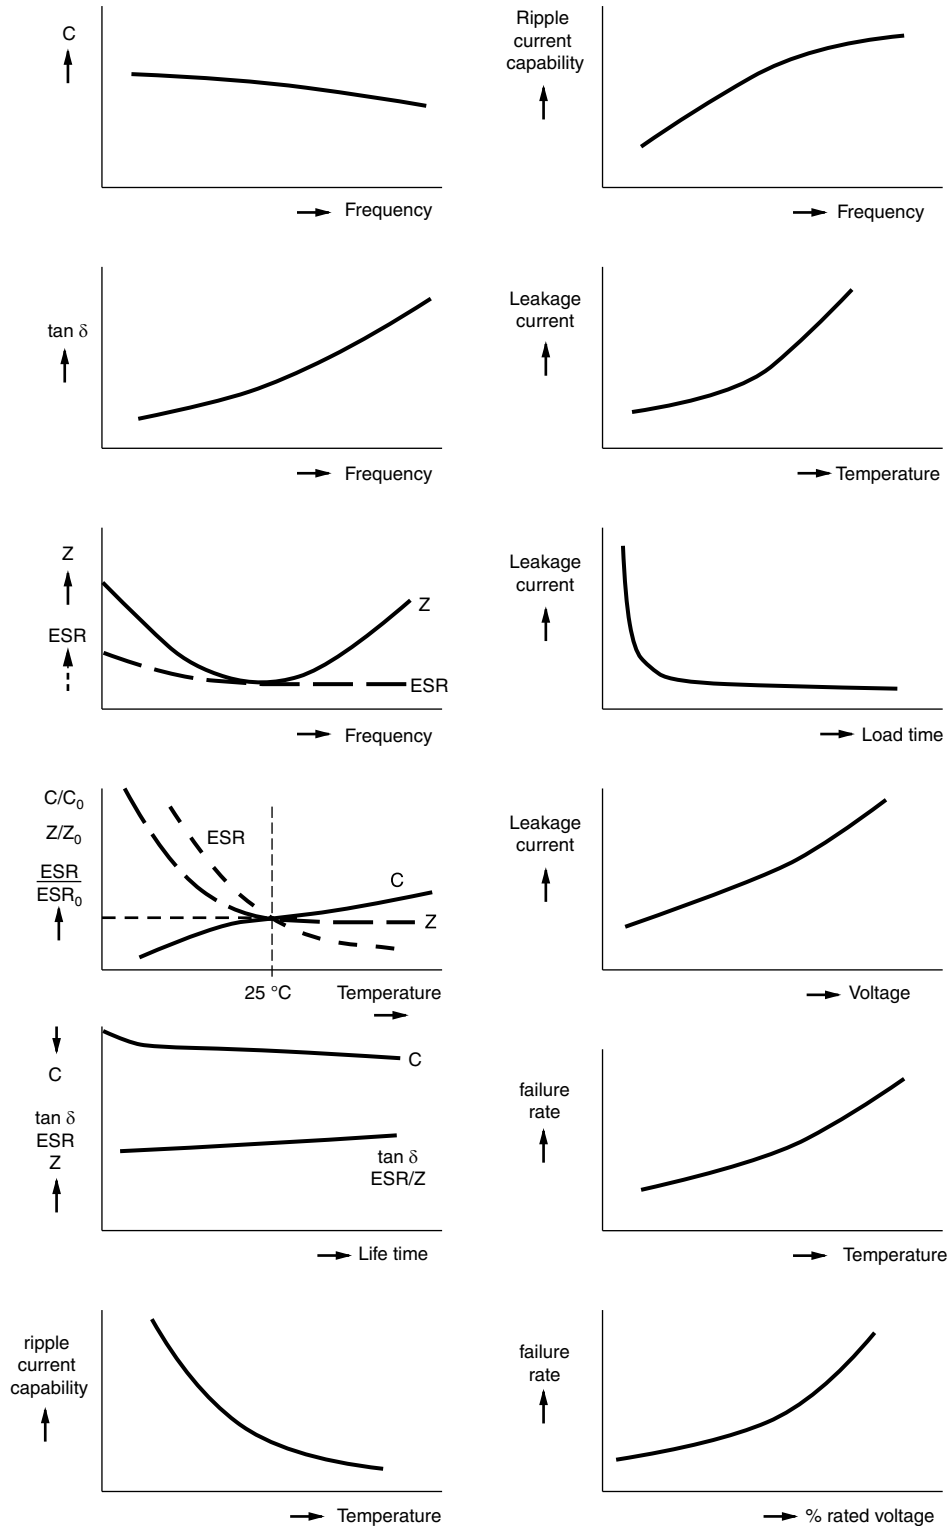 C
Frequency
Ripple
current
capability
Frequency
tan δ
Frequency
Leakage
current
Temperature
Z
ESR
Z
ESR
Frequency
Leakage
current
Load time
C/C0
Z/Z0
ESR
ESR0
ESR
C
Z
25 °C
Temperature
Leakage
current
Voltage
C
tan δ
ESR
Z
C
tan δ
ESR/Z
Life time
failure
rate
Temperature
ripple
current
capability
Temperature
failure
rate
% rated voltage